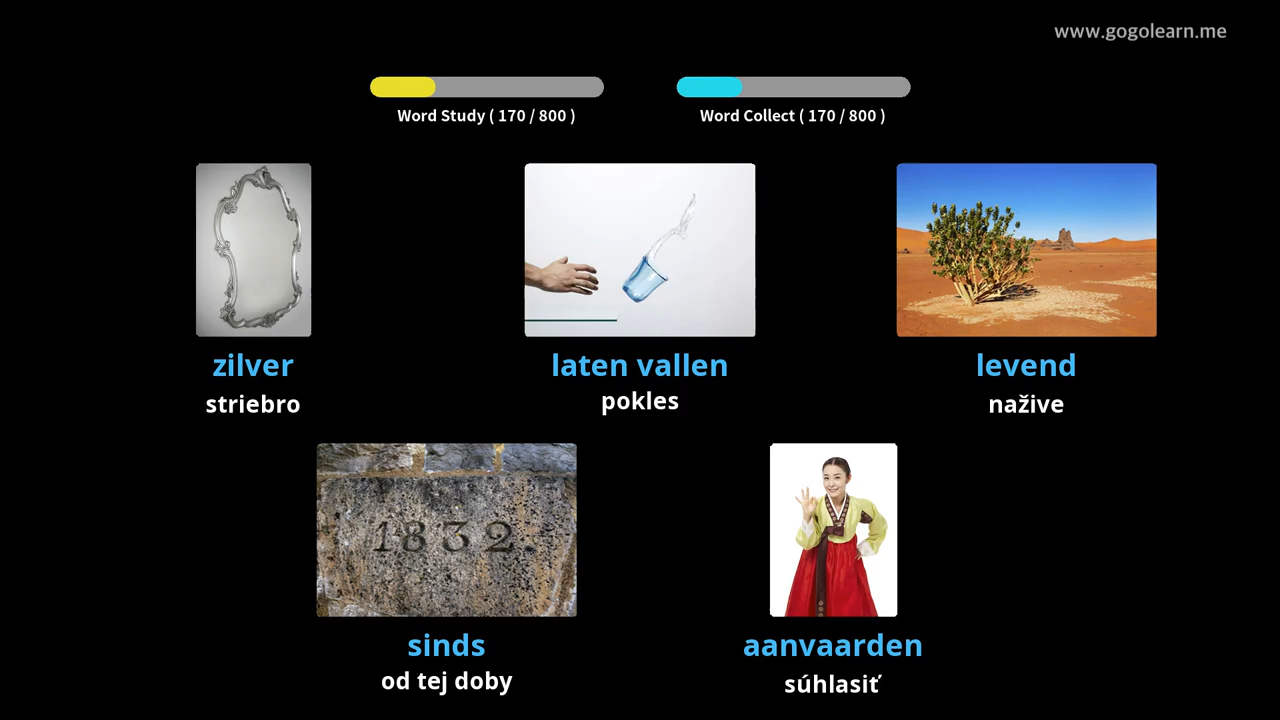 www.gogolearn.me
Word Study ( 170 / 800 )
Word Collect ( 170 / 800 )
zilver
striebro
laten vallen
pokles
levend
nažive
1832.
sinds
od tej doby
aanvaarden
súhlasiť